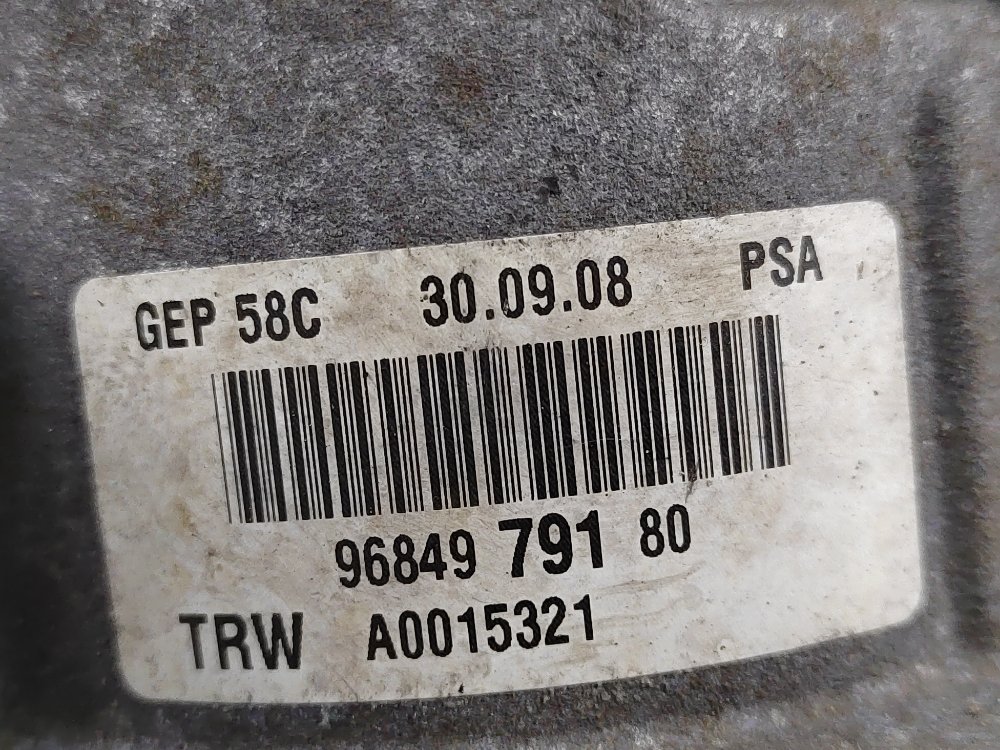 GEP 58C 30.09.08 PSA
96849 791 80
TRW A0015321